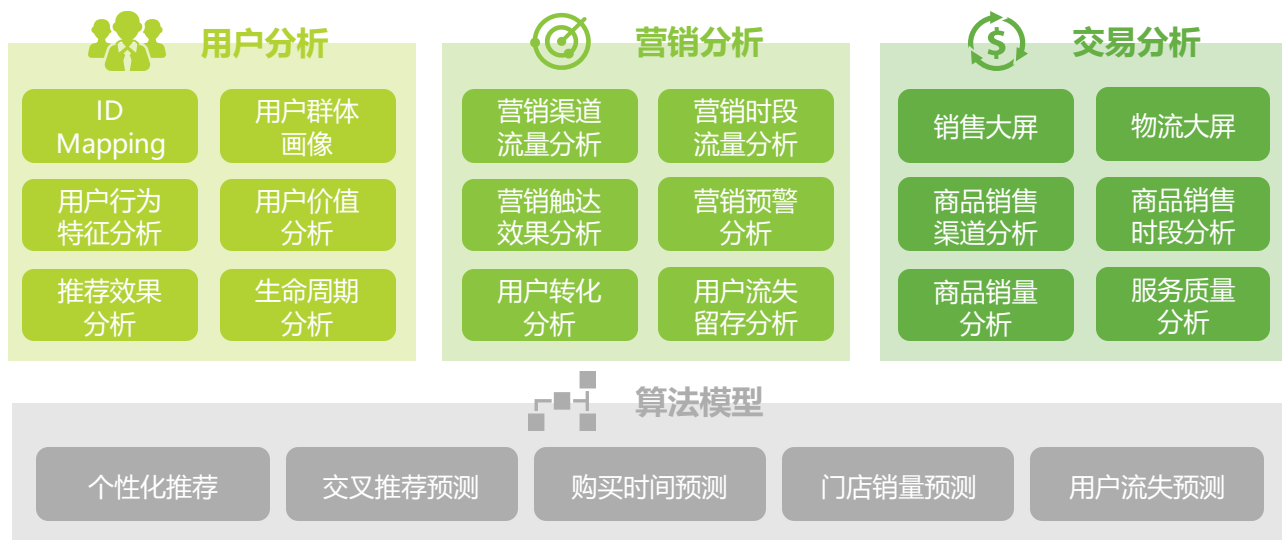 用户分析
ID
Mapping
用户群体
画像
用户行为
特征分析
用户价值
分析
推荐效果
分析
生命周期
分析
营销分析
营销渠道
流量分析
营销时段
流量分析
营销触达
效果分析
营销预警
分析
用户转化
分析
用户流失
留存分析
交易分析
销售大屏
物流大屏
商品销售
渠道分析
商品销售
时段分析
商品销量
分析
服务质量
分析
算法模型
个性化推荐
交叉推荐预测
购买时间预测
门店销量预测
用户流失预测